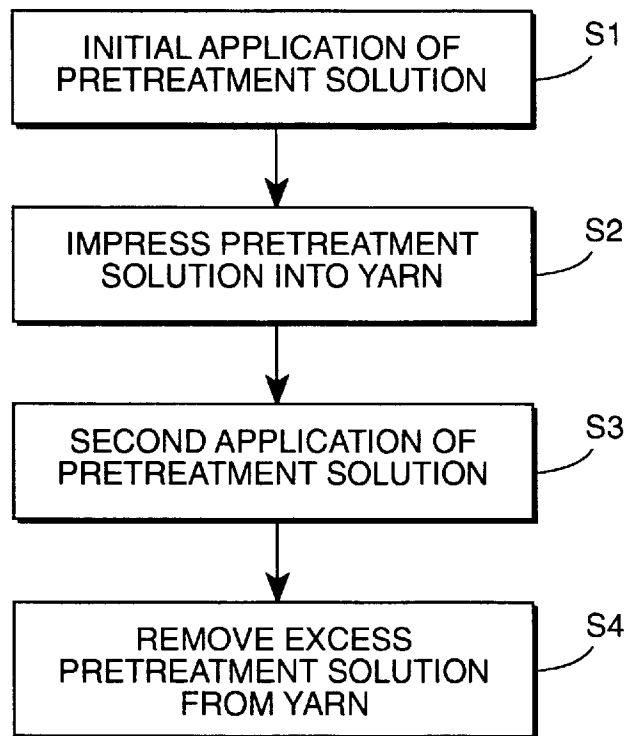 INITIAL APPLICATION OF
PRETREATMENT SOLUTION
S1
IMPRESS PRETREATMENT
SOLUTION INTO YARN
S2
SECOND APPLICATION OF
PRETREATMENT SOLUTION
S3
REMOVE EXCESS
PRETREATMENT SOLUTION
FROM YARN
S4